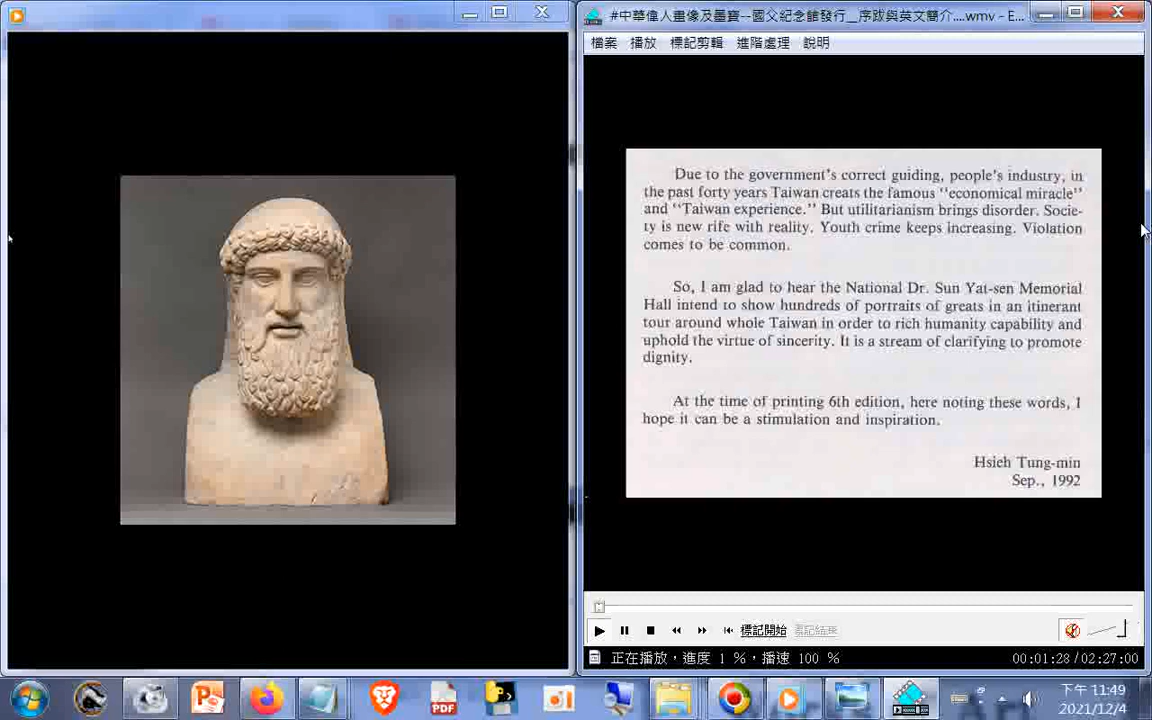 #中華偉人畫像及墨寶--國父紀念館發行__序跋與英文簡介....wmv - E...
檔案 播放 標記剪輯 進階處理 說明
Due to the government's correct guiding, people's industry, in
the past forty years Taiwan creats the famous "economical miracle"
and "Taiwan experience." But utilitarianism brings disorder. Socie-
ty is new rife with reality. Youth crime keeps increasing. Violation
comes to be common.
So, I am glad to hear the National Dr. Sun Yat-sen Memorial
Hall intend to show hundreds of portraits of greats in an itinerant
tour around whole Taiwan in order to rich humanity capability and
uphold the virtue of sincerity. It is a stream of clarifying to promote
dignity.
At the time of printing 6th edition, here noting these words, I
hope it can be a stimulation and inspiration.
Hsieh Tung-min
Sep., 1992
標記開始 標記結束
正在播放，進度 1 %，播速 100 %
00:01:28 / 02:27:00
PDF
下午 11:49
2021/12/4